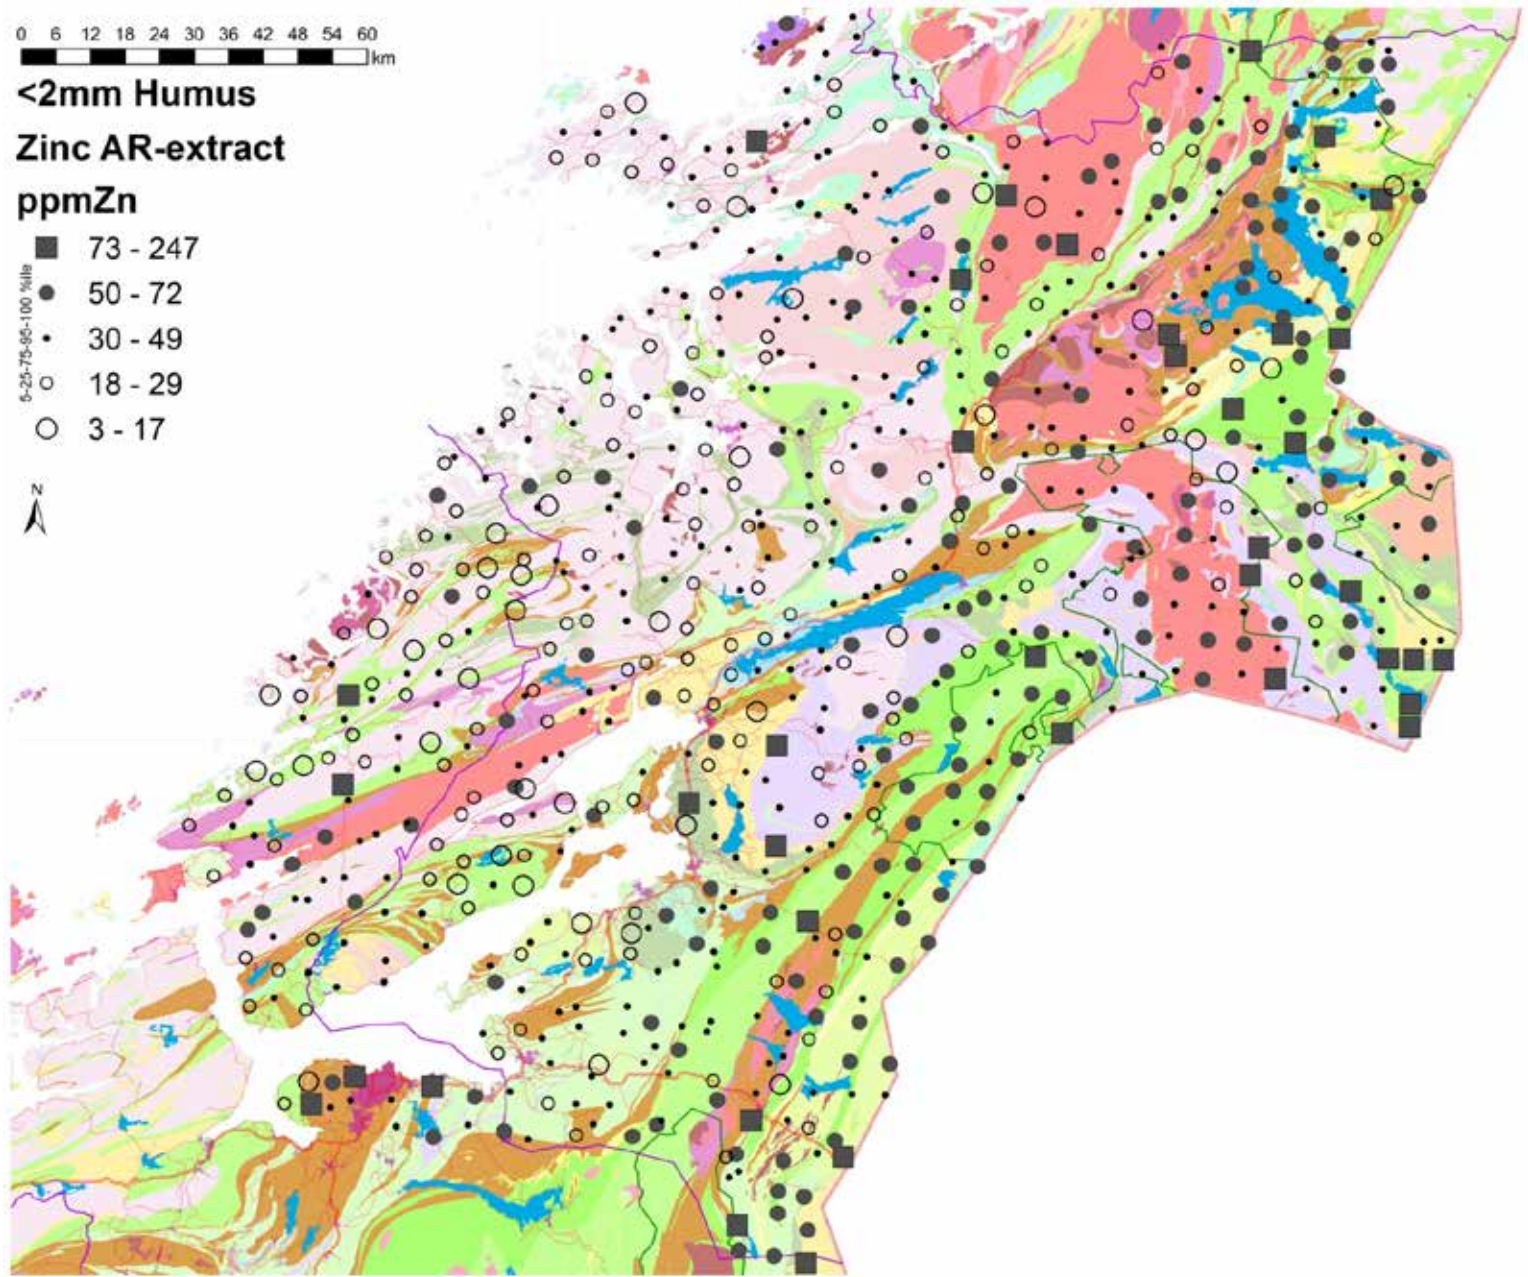 0 6 12 18 24 30 36 42 48 54 60
km
<2mm Humus
Zinc AR-extract
ppmZn
73 - 247
50 - 72
30 - 49
18 - 29
3 - 17
5-25-75-95-100 %ile
N